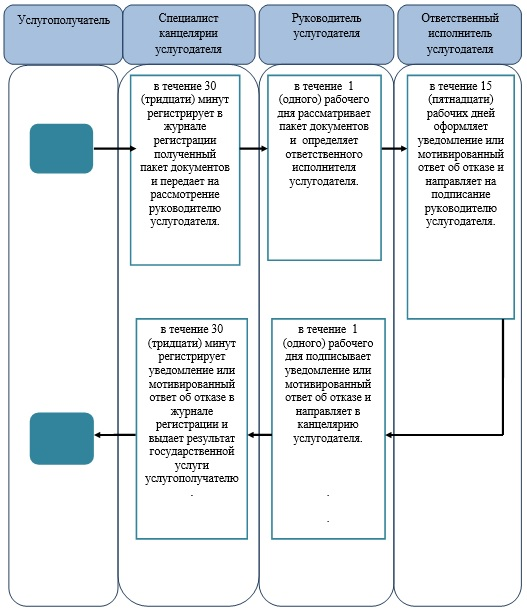 Услугополучатель
Специалист
канцелярии
услугодателя
Руководитель
услугодателя
Ответственный
исполнитель
услугодателя
в течение 30
(тридцати) минут
регистрирует в
журнале
регистрации
полученный
пакет документов
и передает на
рассмотрение
руководителю
услугодателя.
в течение 1
(одного) рабочего
дня рассматривает
пакет документов
и определяет
ответственного
исполнителя
услугодателя.
в течение 15
(пятнадцати)
рабочих дней
оформляет
уведомление или
мотивированный
ответ об отказе и
направляет на
подписание
руководителю
услугодателя.
в течение 30
(тридцати) минут
регистрирует
уведомление или
мотивированный
ответ об отказе в
журнале
регистрации и
выдает результат
государственной
услуги
услугополучателю
.
в течение 1
(одного) рабочего
дня подписывает
уведомление или
мотивированный
ответ об отказе и
направляет в
канцелярию
услугодателя.
.
.